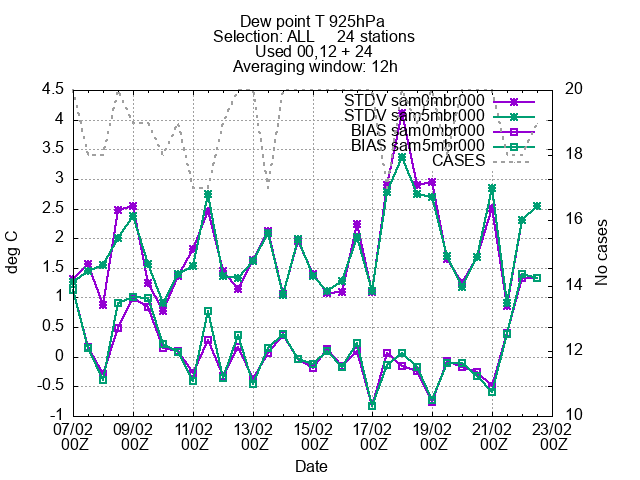 Dew point T 925hPa
Selection: ALL 24 stations
Used 00,12 + 24
Averaging window: 12h
4.5
4
3.5
3
2.5
2
1.5
1
0.5
0
-0.5
-1
deg C
STDV sam0mbr000
STDV sam5mbr000
BIAS sam0mbr000
BIAS sam5mbr000
CASES
20
18
16
14
12
10
No cases
07/02 09/02 11/02 13/02 15/02 17/02 19/02 21/02 23/02
00Z 00Z 00Z 00Z 00Z 00Z 00Z 00Z 00Z
Date